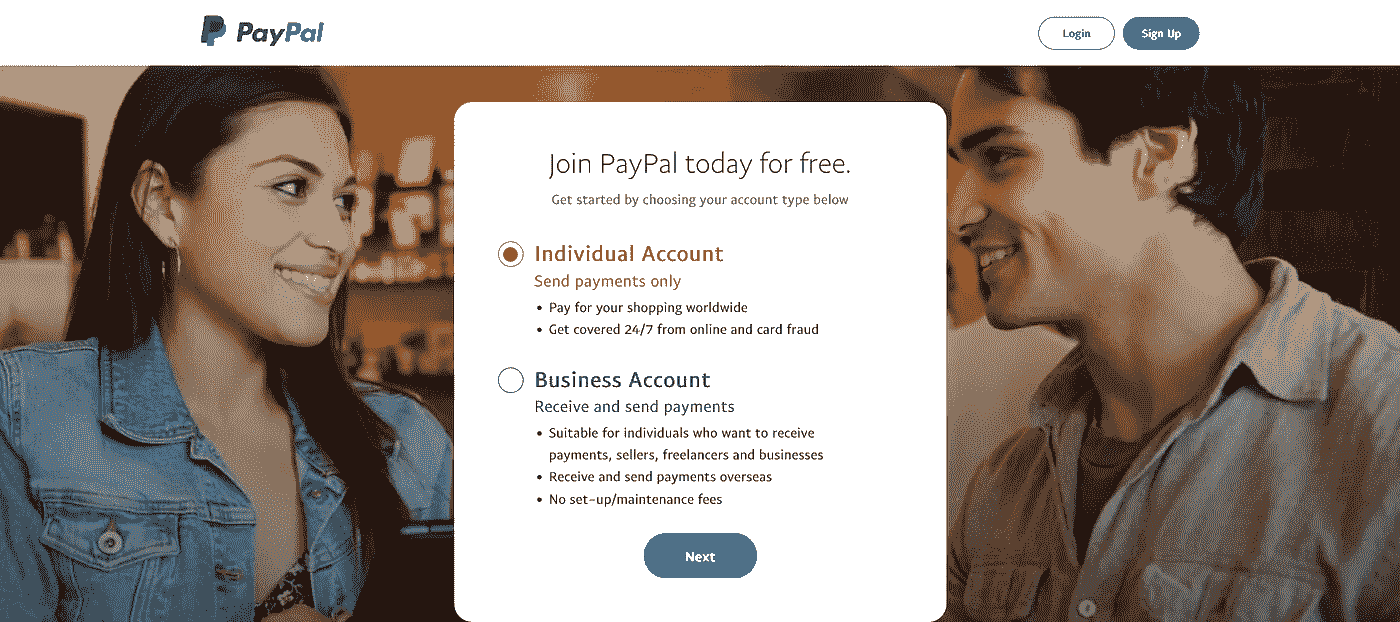 PayPal
Login
Sign Up
Join PayPal today for free.
Get started by choosing your account type below
Individual Account
Send payments only
• Pay for your shopping worldwide
• Get covered 24/7 from online and card fraud
Business Account
Receive and send payments
• Suitable for individuals who want to receive
payments, sellers, freelancers and businesses
• Receive and send payments overseas
• No set-up/maintenance fees
Next